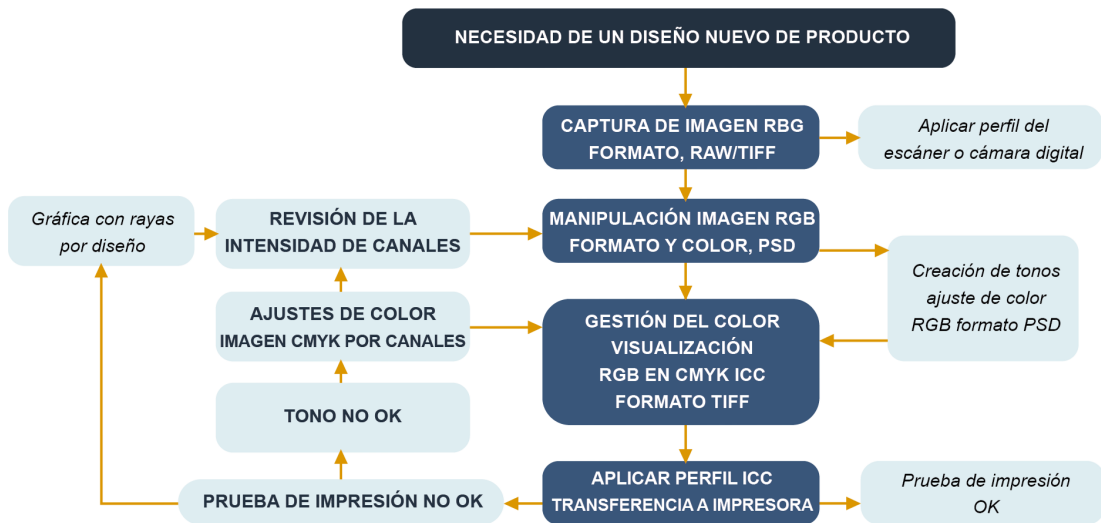 NECESIDAD DE UN DISEÑO NUEVO DE PRODUCTO
CAPTURA DE IMAGEN RBG
FORMATO, RAW/TIFF
Aplicar perfil del
escáner o cámara digital
Gráfica con rayas
por diseño
REVISIÓN DE LA
INTENSIDAD DE CANALES
MANIPULACIÓN IMAGEN RGB
FORMATO Y COLOR, PSD
Creación de tonos
ajuste de color
RGB formato PSD
AJUSTES DE COLOR
IMAGEN CMYK POR CANALES
GESTIÓN DEL COLOR
VISUALIZACIÓN
RGB EN CMYK ICC
FORMATO TIFF
TONO NO OK
PRUEBA DE IMPRESIÓN NO OK
APLICAR PERFIL ICC
TRANSFERENCIA A IMPRESORA
Prueba de impresión
OK